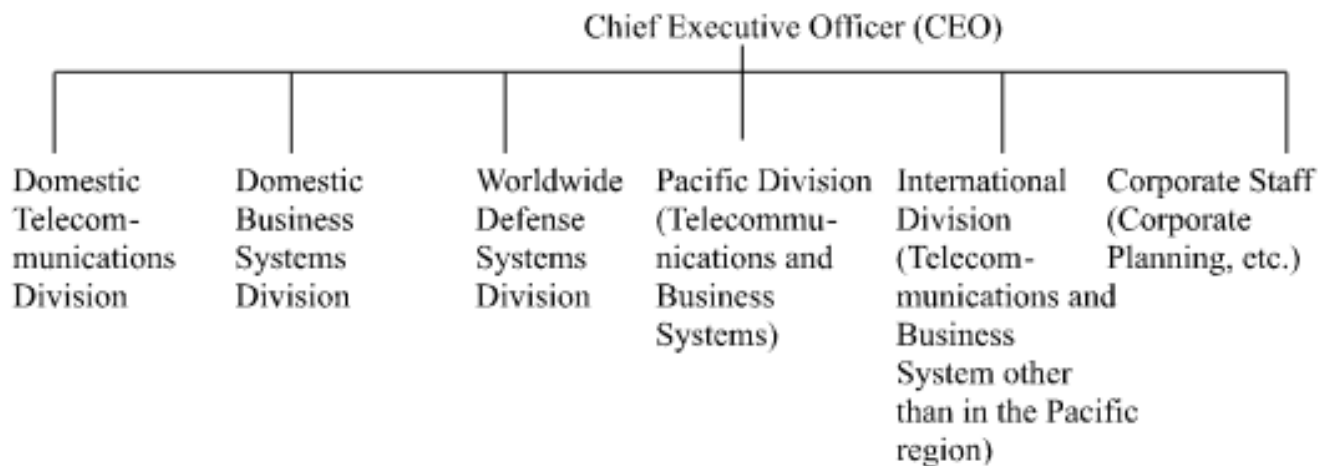 Chief Executive Officer (CEO)
Domestic
Telecom-
munications
Division
Domestic
Business
Systems
Division
Worldwide
Defense
Systems
Division
Pacific Division
(Telecommu-
nications and
Business
Systems)
International
Division
(Telecom-
munications and
Business
System other
than in the Pacific
region)
Corporate Staff
(Corporate
Planning, etc.)